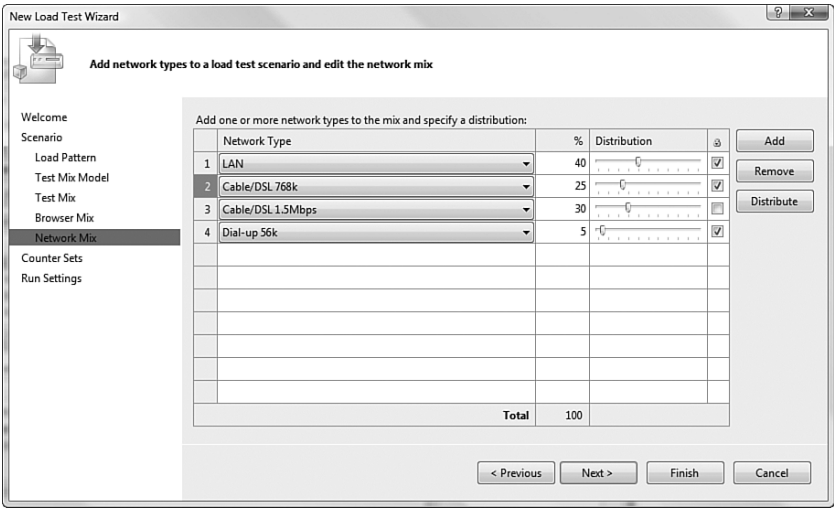 New Load Test Wizard
?
Add network types to a load test scenario and edit the network mix
Welcome
Scenario
Load Pattern
Test Mix Model
Test Mix
Browser Mix
Network Mix
Counter Sets
Run Settings
Add one or more network types to the mix and specify a distribution:
Network Type % Distribution
1 LAN 40
2 Cable/DSL 768k 25
3 Cable/DSL 1.5Mbps 30
4 Dial-up 56k 5
Total 100
Add
Remove
Distribute
< Previous Next > Finish Cancel